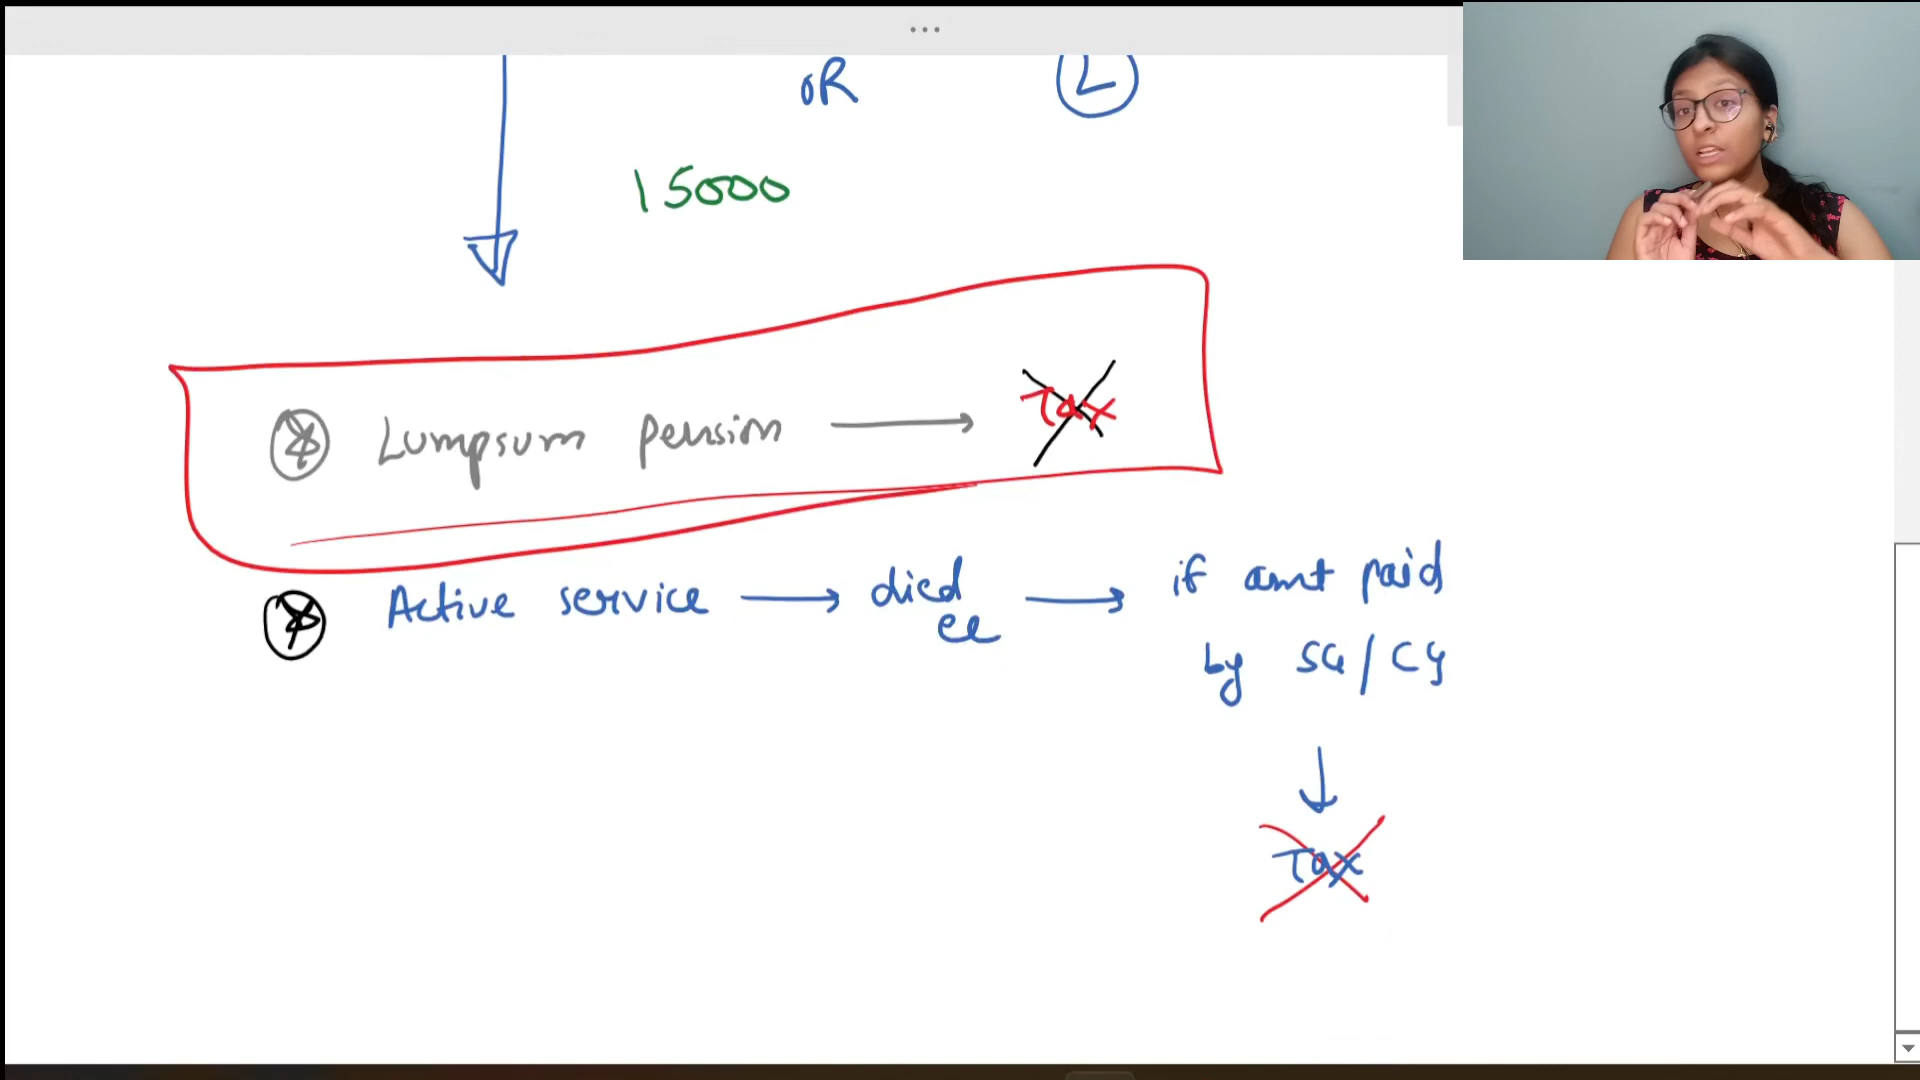 OR L
15000
Lumpsum pension Tax
Active service died if amt paid
ee
by SG/CG
Tax